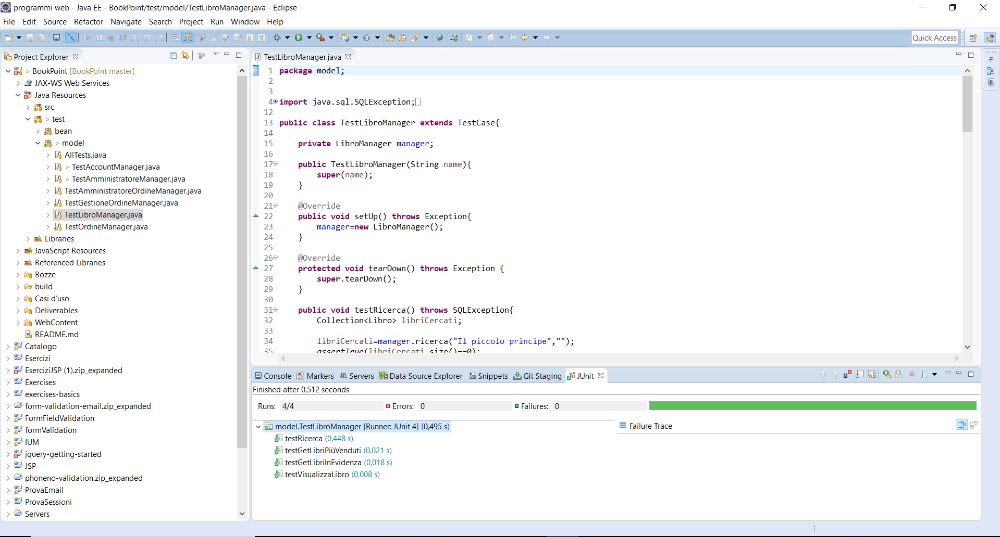 programmi web - Java EE - BookPoint/test/model/TestLibroManager.java - Eclipse
File Edit Source Refactor Navigate Search Project Run Window Help
Quick Access
Project Explorer
> BookPoint [BookPoint master]
JAX-WS Web Services
Java Resources
src
> test
bean
> model
AllTests.java
> TestAccountManager.java
> TestAmministratoreManager.java
TestAmministratoreOrdineManager.java
TestGestioneOrdineManager.java
TestLibroManager.java
TestOrdineManager.java
Libraries
JavaScript Resources
Referenced Libraries
Bozze
build
Casi d'uso
Deliverables
WebContent
README.md
Catalogo
Esercizi
EserciziJSP (1).zip_expanded
Exercises
exercises-basics
form-validation-email.zip_expanded
FormFieldValidation
formValidation
IUM
jquery-getting-started
JSP
phoneno-validation.zip_expanded
ProvaEmail
ProvaSessioni
Servers
TestLibroManager.java
1 package model;
2
3
4 import java.sql.SQLException;
12
13 public class TestLibroManager extends TestCase{
14
15 private LibroManager manager;
16
17 public TestLibroManager(String name){
18 super(name);
19 }
20
21 @Override
22 public void setUp() throws Exception{
23 manager=new LibroManager();
24 }
25
26 @Override
27 protected void tearDown() throws Exception {
28 super.tearDown();
29 }
30
31 public void testRicerca() throws SQLException{
32 Collection<Libro> libriCercati;
33
34 libriCercati=manager.ricerca("Il piccolo principe","");
35 assertTrue(libriCercati.size()==0);
Console Markers Servers Data Source Explorer Snippets Git Staging JUnit
Finished after 0,512 seconds
Runs: 4/4 Errors: 0 Failures: 0
model.TestLibroManager [Runner: JUnit 4] (0,495 s)
testRicerca (0,448 s)
testGetLibriPiùVenduti (0,021 s)
testGetLibriInEvidenza (0,018 s)
testVisualizzaLibro (0,008 s)
Failure Trace